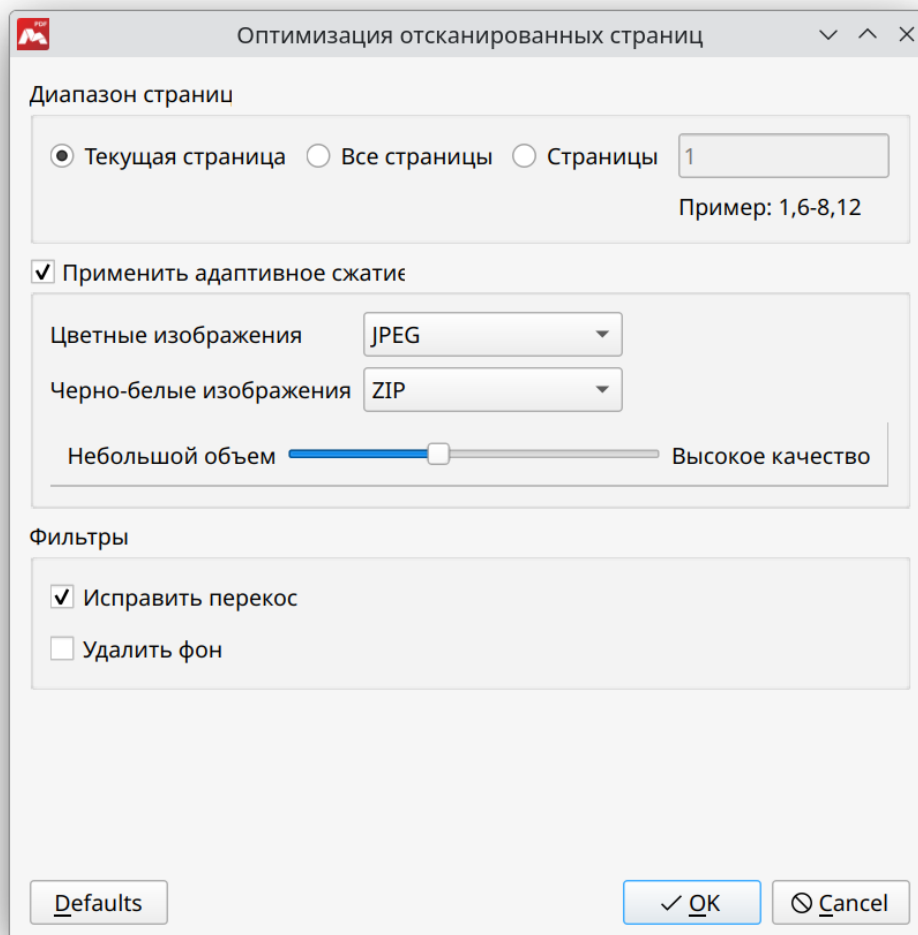 PDF
Оптимизация отсканированных страниц
Диапазон страниц
Текущая страница Все страницы Страницы 1
Пример: 1,6-8,12
Применить адаптивное сжатие
Цветные изображения JPEG
Черно-белые изображения ZIP
Небольшой объем Высокое качество
Фильтры
Исправить перекос
Удалить фон
Defaults OK Cancel